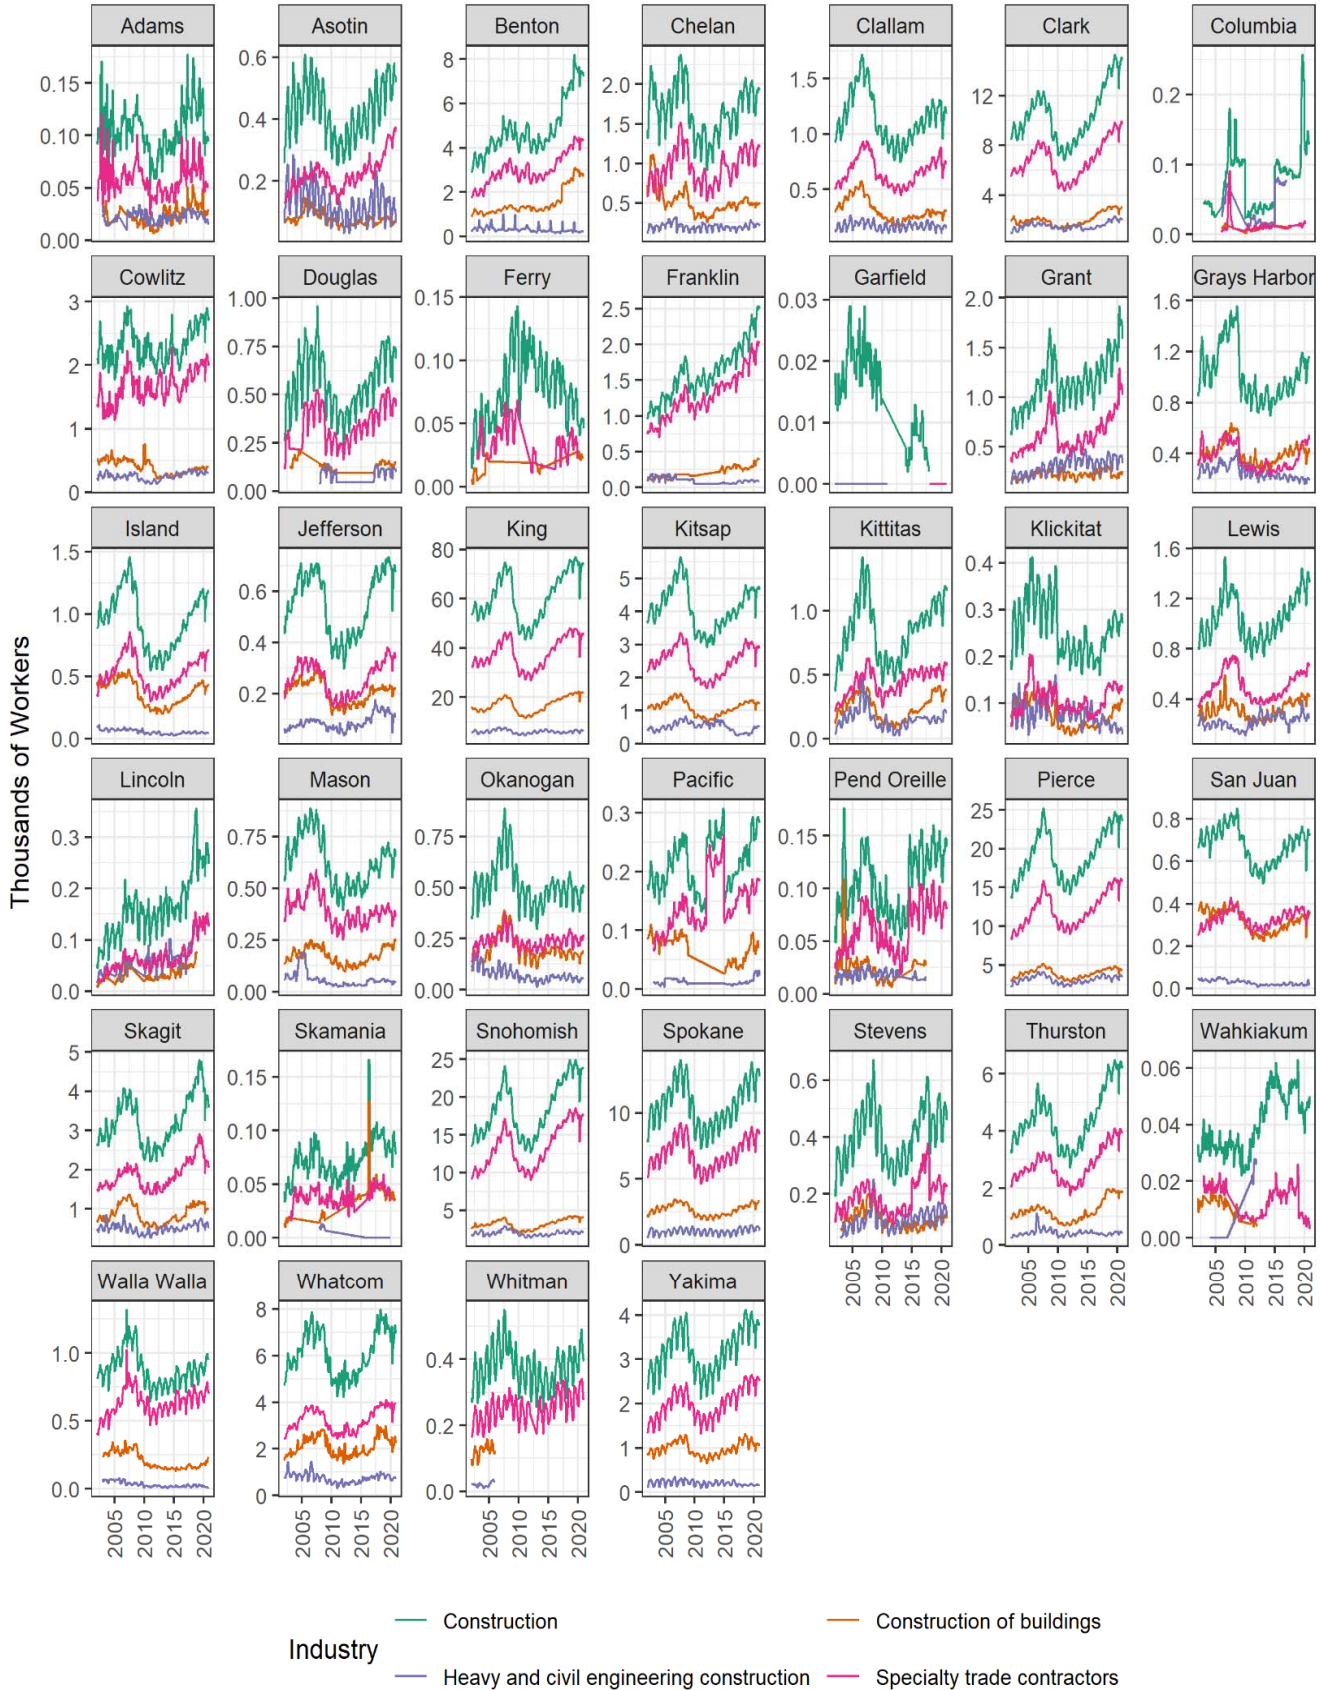 Adams Asotin Benton Chelan Clallam Clark Columbia
0.15 0.10 0.05 0.00
0.6 0.4 0.2
8 6 4 2 0
2 1 0
1.5 1.0 0.5
12 8 4
0.2 0.1 0.0
Cowlitz Douglas Ferry Franklin Garfield Grant Grays Harbor
3 2 1 0
1.00 0.75 0.50 0.25 0.00
0.15 0.10 0.05 0.00
2.5 2.0 1.5 1.0 0.5 0.0
0.03 0.02 0.01 0.00
2.0 1.5 1.0 0.5 0.0
1.6 1.2 0.8 0.4
Thousands of Workers
Island Jefferson King Kitsap Kittitas Klickitat Lewis
1.5 1.0 0.5 0.0
0.6 0.4 0.2
80 60 40 20
5 4 3 2 1 0
1.0 0.5 0.0
0.4 0.3 0.2 0.1
1.6 1.2 0.8 0.4
Lincoln Mason Okanogan Pacific Pend Oreille Pierce San Juan
0.3 0.2 0.1 0.0
0.75 0.50 0.25 0.00
0.75 0.50 0.25 0.00
0.3 0.2 0.1 0.0
0.15 0.10 0.05 0.00
25 20 15 10 5
0.8 0.6 0.4 0.2 0.0
Skagit Skamania Snohomish Spokane Stevens Thurston Wahkiakum
5 4 3 2 1 0
0.15 0.10 0.05 0.00
25 20 15 10 5
10 5 0
0.6 0.4 0.2
6 4 2 0
0.06 0.04 0.02 0.00
2005 2010 2015 2020 2005 2010 2015 2020 2005 2010 2015 2020
Walla Walla Whatcom Whitman Yakima
1.0 0.5 0.0
8 6 4 2 0
0.4 0.2 0.0
4 3 2 1 0
2005 2010 2015 2020 2005 2010 2015 2020 2005 2010 2015 2020 2005 2010 2015 2020
Industry
Construction Construction of buildings
Heavy and civil engineering construction Specialty trade contractors